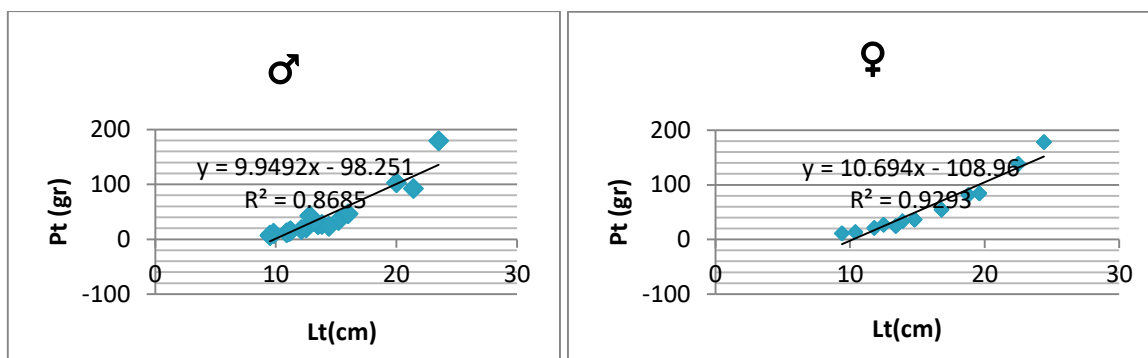 ♂
200
y = 9.9492x - 98.251
100
R² = 0.8685
0
0
10
20
30
-100
Pt (gr)
Lt(cm)
♀
200
y = 10.694x - 108.96
100
R² = 0.9293
0
0
10
20
30
-100
Pt (gr)
Lt(cm)